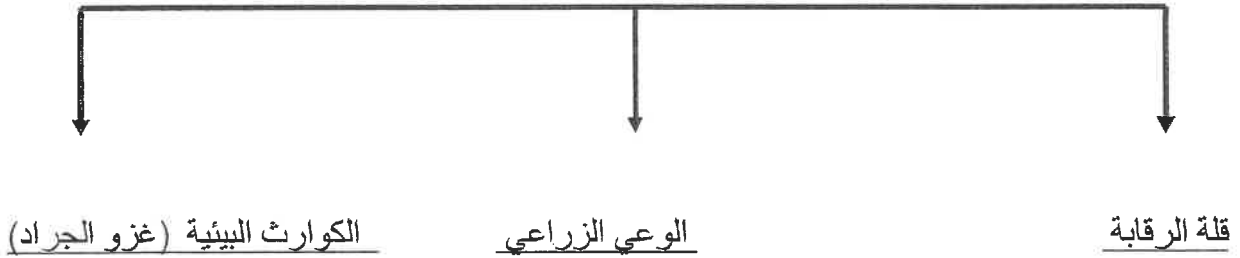 قلة الرقابة
الوعي الزراعي
الكوارث البيئية (غزو الجراد)